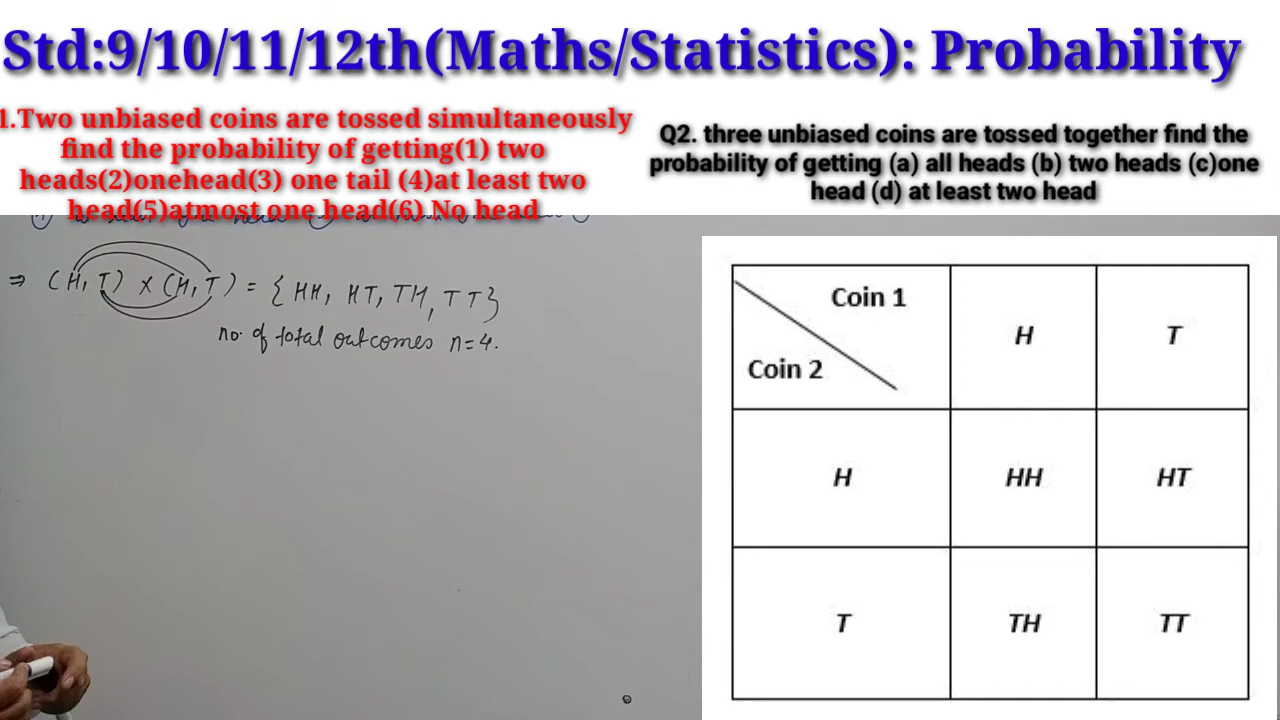 Std:9/10/11/12th(Maths/Statistics): Probability
1.Two unbiased coins are tossed simultaneously
find the probability of getting(1) two
heads(2)onehead(3) one tail (4)at least two
head(5)atmost one head(6) No head
Q2. three unbiased coins are tossed together find the
probability of getting (a) all heads (b) two heads (c)one
head (d) at least two head
⇒ (H, T) × (H, T) = { HH, HT, TH, TT}
no. of total outcomes n=4.
Coin 1
Coin 2
H T
H HH HT
T TH TT